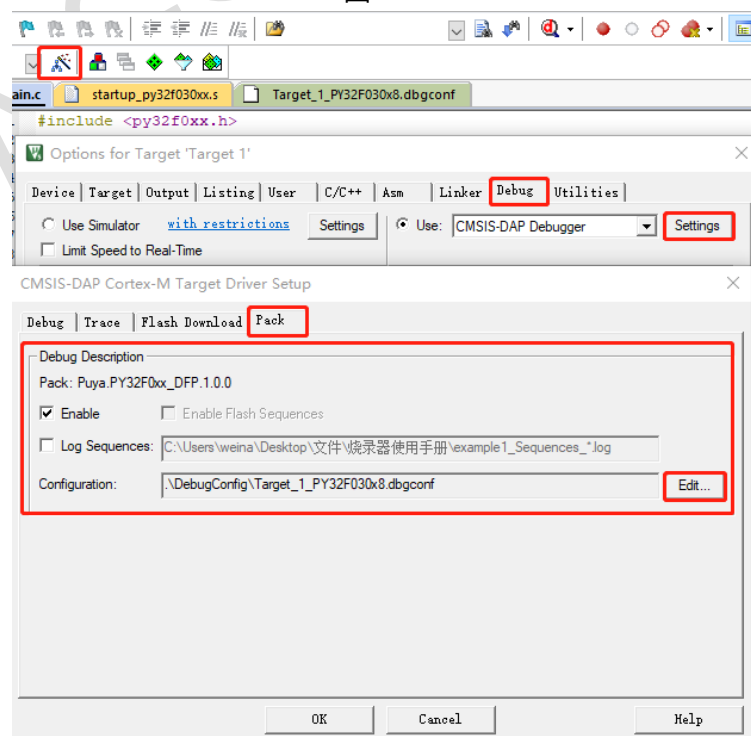 ain.c startup_py32f030xx.s Target_1_PY32F030x8.dbgconf
#include <py32f0xx.h>
Options for Target 'Target 1'
Device Target Output Listing User C/C++ Asm Linker Debug Utilities
Use Simulator with restrictions Settings Use: CMSIS-DAP Debugger Settings
Limit Speed to Real-Time
CMSIS-DAP Cortex-M Target Driver Setup
Debug Trace Flash Download Pack
Debug Description
Pack: Puya.PY32F0xx_DFP.1.0.0
Enable Enable Flash Sequences
Log Sequences: C:\Users\weina\Desktop\文件\烧录器使用手册\example1_Sequences_*.log
Configuration: .\DebugConfig\Target_1_PY32F030x8.dbgconf Edit...
OK Cancel Help